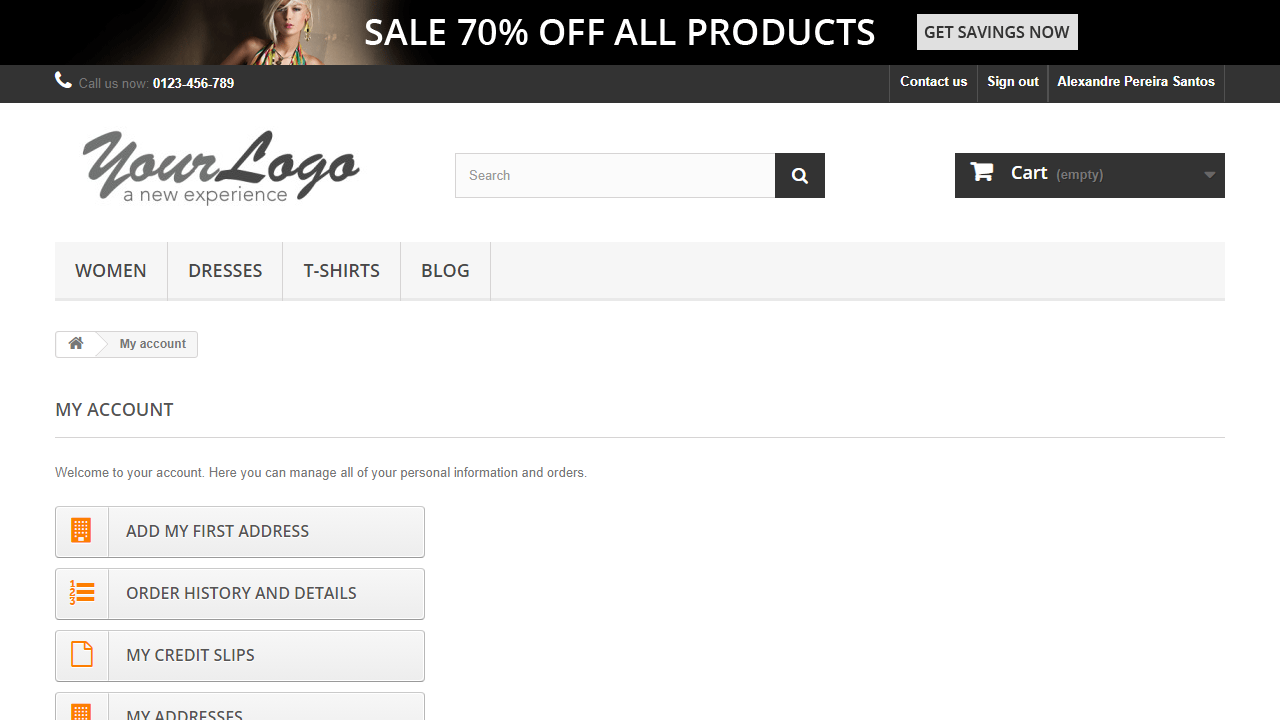 SALE 70% OFF ALL PRODUCTS
GET SAVINGS NOW
Call us now: 0123-456-789
Contact us
Sign out
Alexandre Pereira Santos
YourLogo
a new experience
Search
Cart (empty)
WOMEN
DRESSES
T-SHIRTS
BLOG
My account
MY ACCOUNT
Welcome to your account. Here you can manage all of your personal information and orders.
ADD MY FIRST ADDRESS
ORDER HISTORY AND DETAILS
MY CREDIT SLIPS
MY ADDRESSES